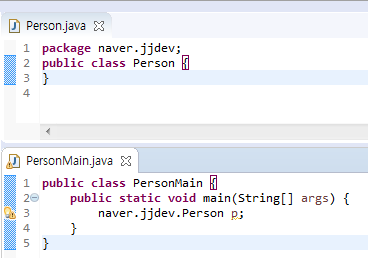 Person.java
1 package naver.jjdev;
2 public class Person {
3 }
4
PersonMain.java
1 public class PersonMain {
2 public static void main(String[] args) {
3 naver.jjdev.Person p;
4 }
5 }